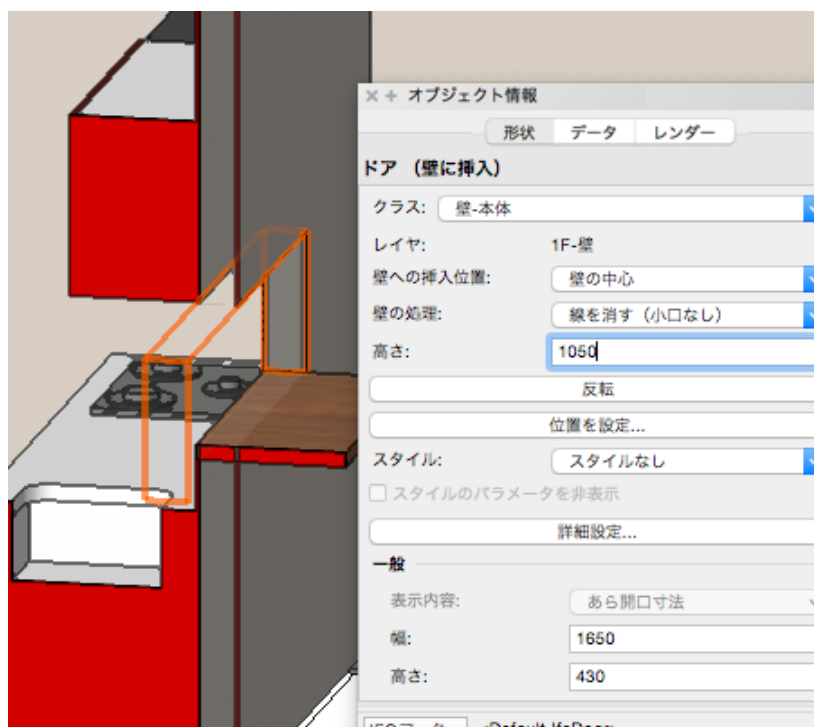 オブジェクト情報
形状 データ レンダー
ドア (壁に挿入)
クラス: 壁-本体
レイヤ: 1F-壁
壁への挿入位置: 壁の中心
壁の処理: 線を消す(小口なし)
高さ: 1050
反転
位置を設定...
スタイル: スタイルなし
スタイルのパラメータを非表示
詳細設定...
一般
表示内容: あら開口寸法
幅: 1650
高さ: 430